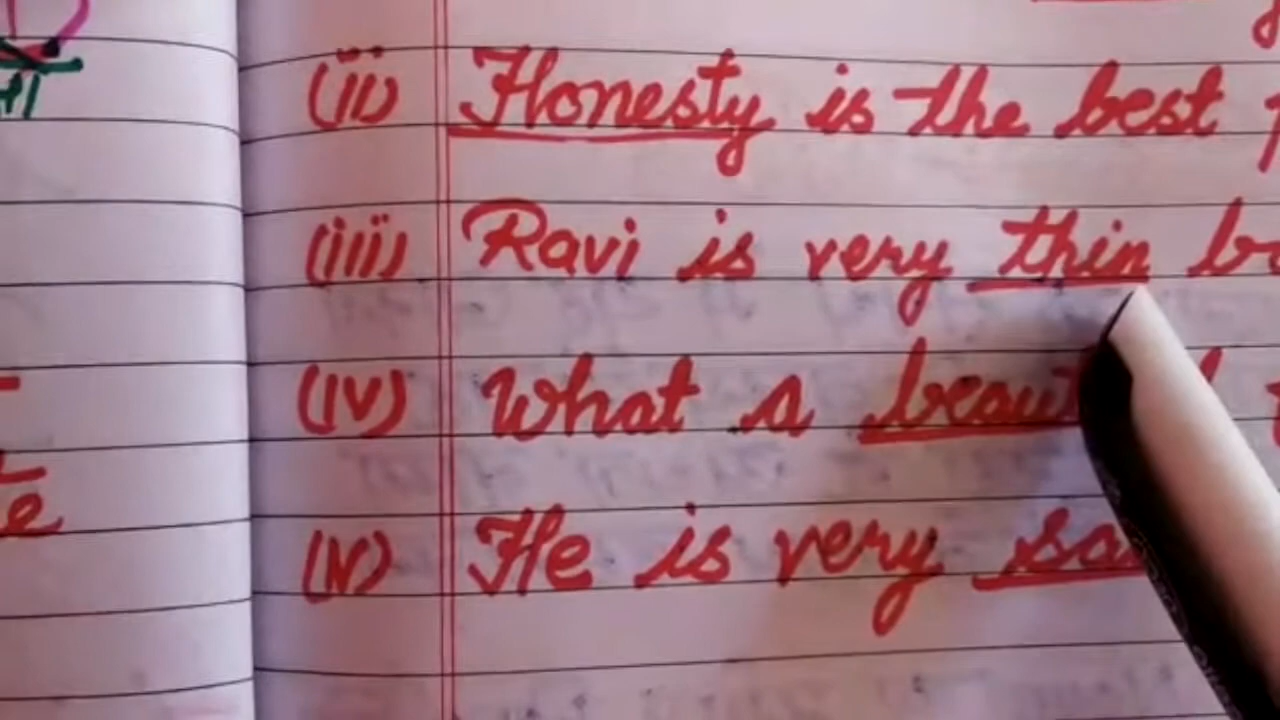 (ii) Honesty is the best
(iii) Ravi is very thin
(iv) What a
(v) He is very